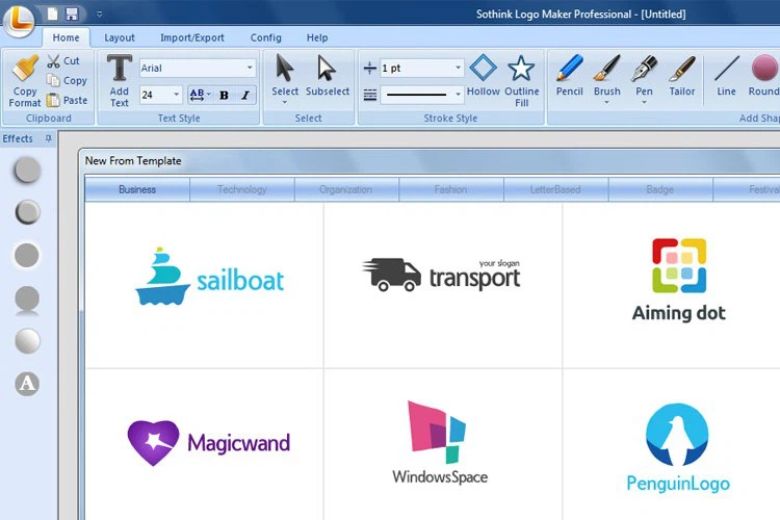 Sothink Logo Maker Professional - [Untitled]
Home Layout Import/Export Config Help
Cut
Copy
Paste
Copy
Format
Clipboard
Add
Text
Arial
24
AB B I
Text Style
Select Subselect
Select
1 pt
Hollow Outline
Fill
Stroke Style
Pencil Brush Pen Tailor Line Round
Add Shap
Effects
A
New From Template
Business Technology Organization Fashion LetterBased Badge Festiva
sailboat
your slogan
transport
Aiming dot
Magicwand
WindowsSpace
PenguinLogo